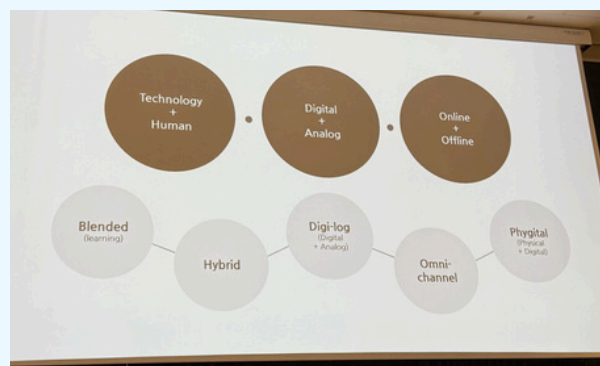 Technology
+
Human
Digital
+
Analog
Online
+
Offline
Blended
(learning)
Hybrid
Digi-log
(Digital
+ Analog)
Omni-
channel
Phygital
(Physical
+ Digital)